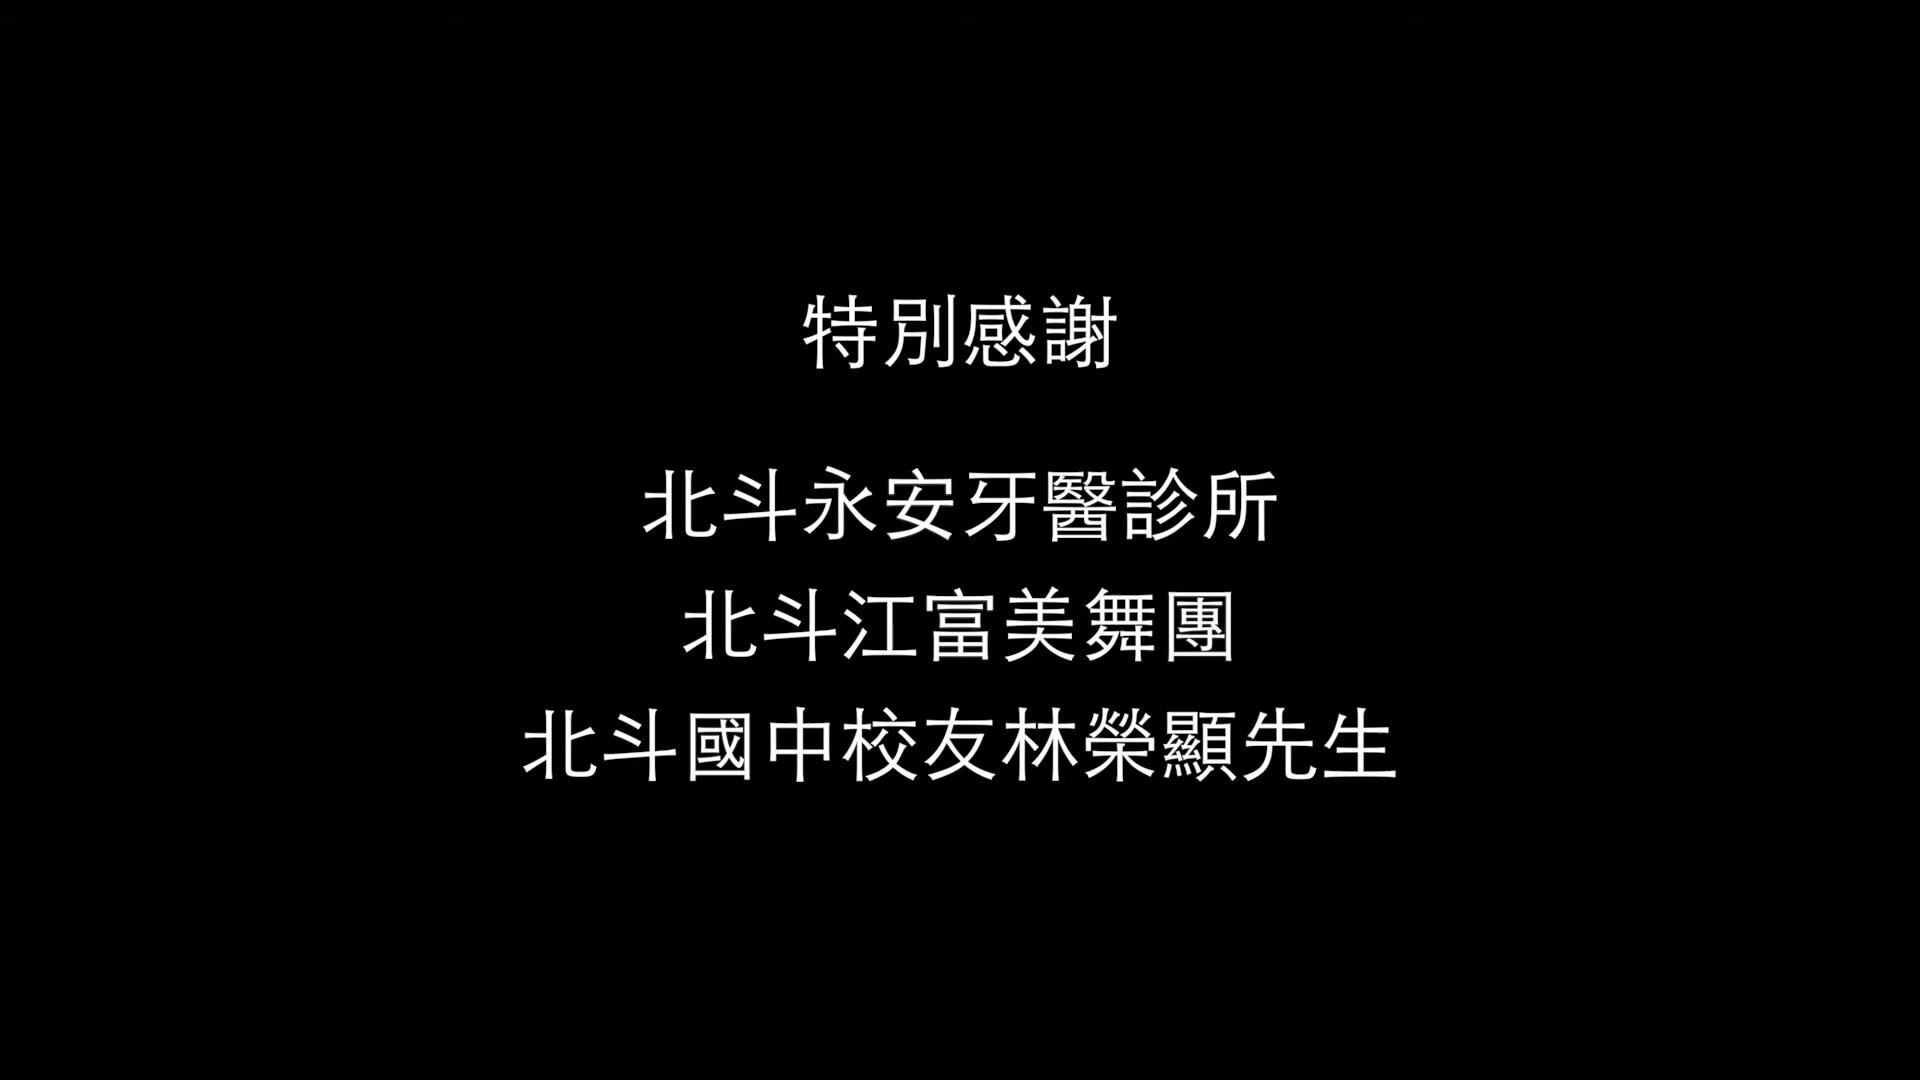 特別感謝
北斗永安牙醫診所
北斗江富美舞團
北斗國中校友林榮顯先生